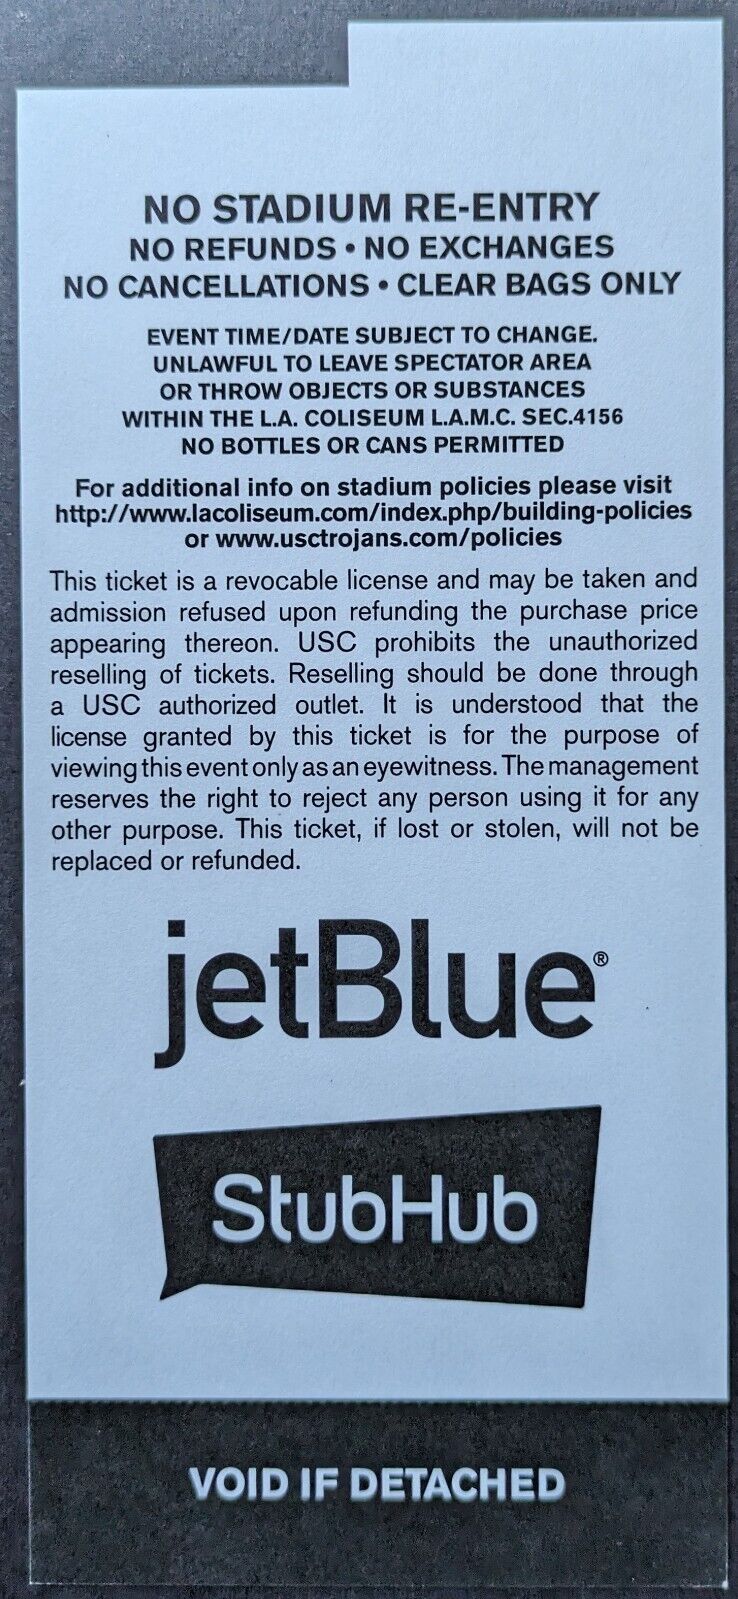 NO STADIUM RE-ENTRY
NO REFUNDS • NO EXCHANGES
NO CANCELLATIONS • CLEAR BAGS ONLY
EVENT TIME/DATE SUBJECT TO CHANGE.
UNLAWFUL TO LEAVE SPECTATOR AREA
OR THROW OBJECTS OR SUBSTANCES
WITHIN THE L.A. COLISEUM L.A.M.C. SEC.4156
NO BOTTLES OR CANS PERMITTED
For additional info on stadium policies please visit
http://www.lacoliseum.com/index.php/building-policies
or www.usctrojans.com/policies
This ticket is a revocable license and may be taken and
admission refused upon refunding the purchase price
appearing thereon. USC prohibits the unauthorized
reselling of tickets. Reselling should be done through
a USC authorized outlet. It is understood that the
license granted by this ticket is for the purpose of
viewing this event only as an eyewitness. The management
reserves the right to reject any person using it for any
other purpose. This ticket, if lost or stolen, will not be
replaced or refunded.
jetBlue®
StubHub
VOID IF DETACHED